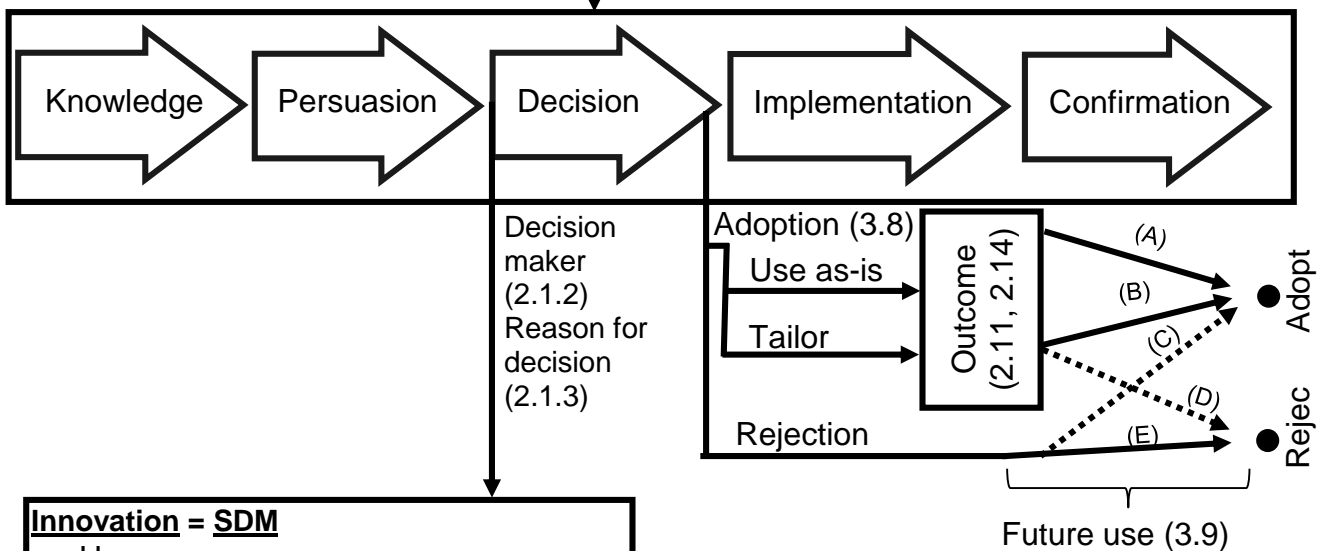 Knowledge
Persuasion
Decision
Implementation
Confirmation
Decision
maker
(2.1.2)
Reason for
decision
(2.1.3)
Adoption (3.8)
Use as-is
Tailor
Rejection
Outcome
(2.11, 2.14)
(A)
(B)
(C)
(D)
(E)
Adopt
Rejec
Future use (3.9)
Innovation = SDM